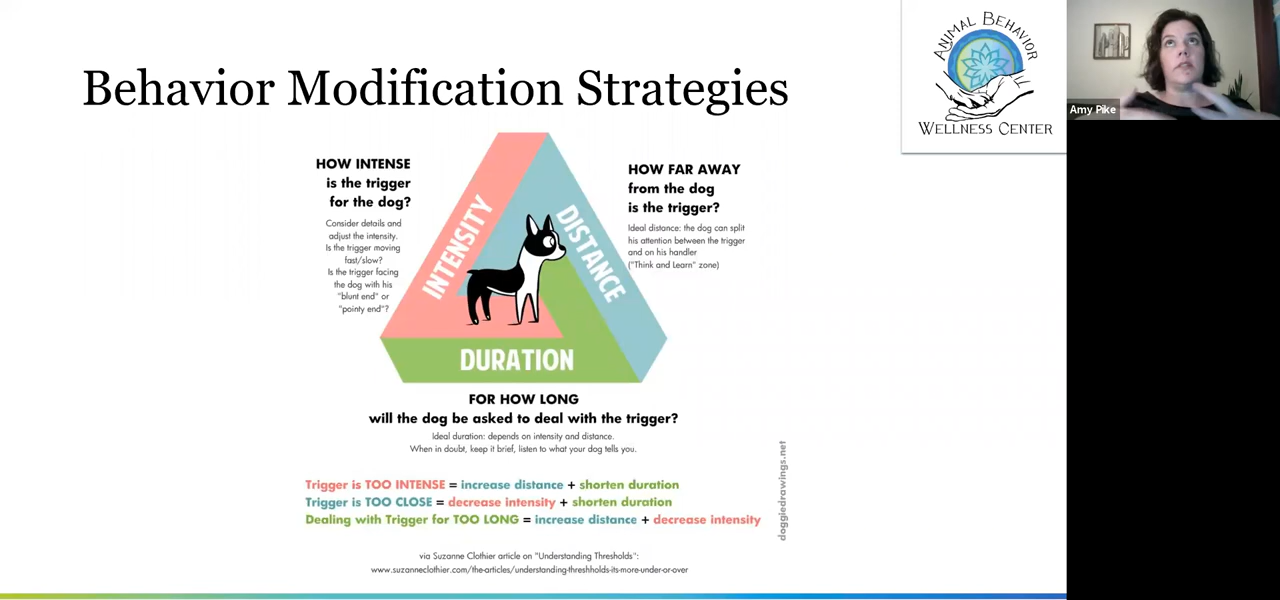 Behavior Modification Strategies
ANIMAL BEHAVIOR
WELLNESS CENTER
Amy Pike
HOW INTENSE
is the trigger
for the dog?
Consider details and
adjust the intensity.
Is the trigger moving
fast/slow?
Is the trigger facing
the dog with his
"blunt end" or
"pointy end"?
INTENSITY
DISTANCE
DURATION
HOW FAR AWAY
from the dog
is the trigger?
Ideal distance: the dog can split
his attention between the trigger
and on his handler
("Think and Learn" zone)
FOR HOW LONG
will the dog be asked to deal with the trigger?
Ideal duration: depends on intensity and distance.
When in doubt, keep it brief, listen to what your dog tells you.
Trigger is TOO INTENSE = increase distance + shorten duration
Trigger is TOO CLOSE = decrease intensity + shorten duration
Dealing with Trigger for TOO LONG = increase distance + decrease intensity
doggiedrawings.net
via Suzanne Clothier article on "Understanding Thresholds":
www.suzanneclothier.com/the-articles/understanding-threshholds-its-more-under-or-over